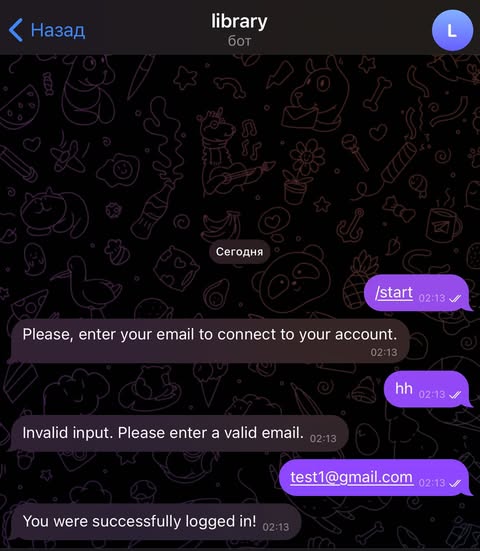 Назад
library
бот
L
Сегодня
/start 02:13
Please, enter your email to connect to your account.
02:13
hh 02:13
Invalid input. Please enter a valid email. 02:13
test1@gmail.com 02:13
You were successfully logged in! 02:13